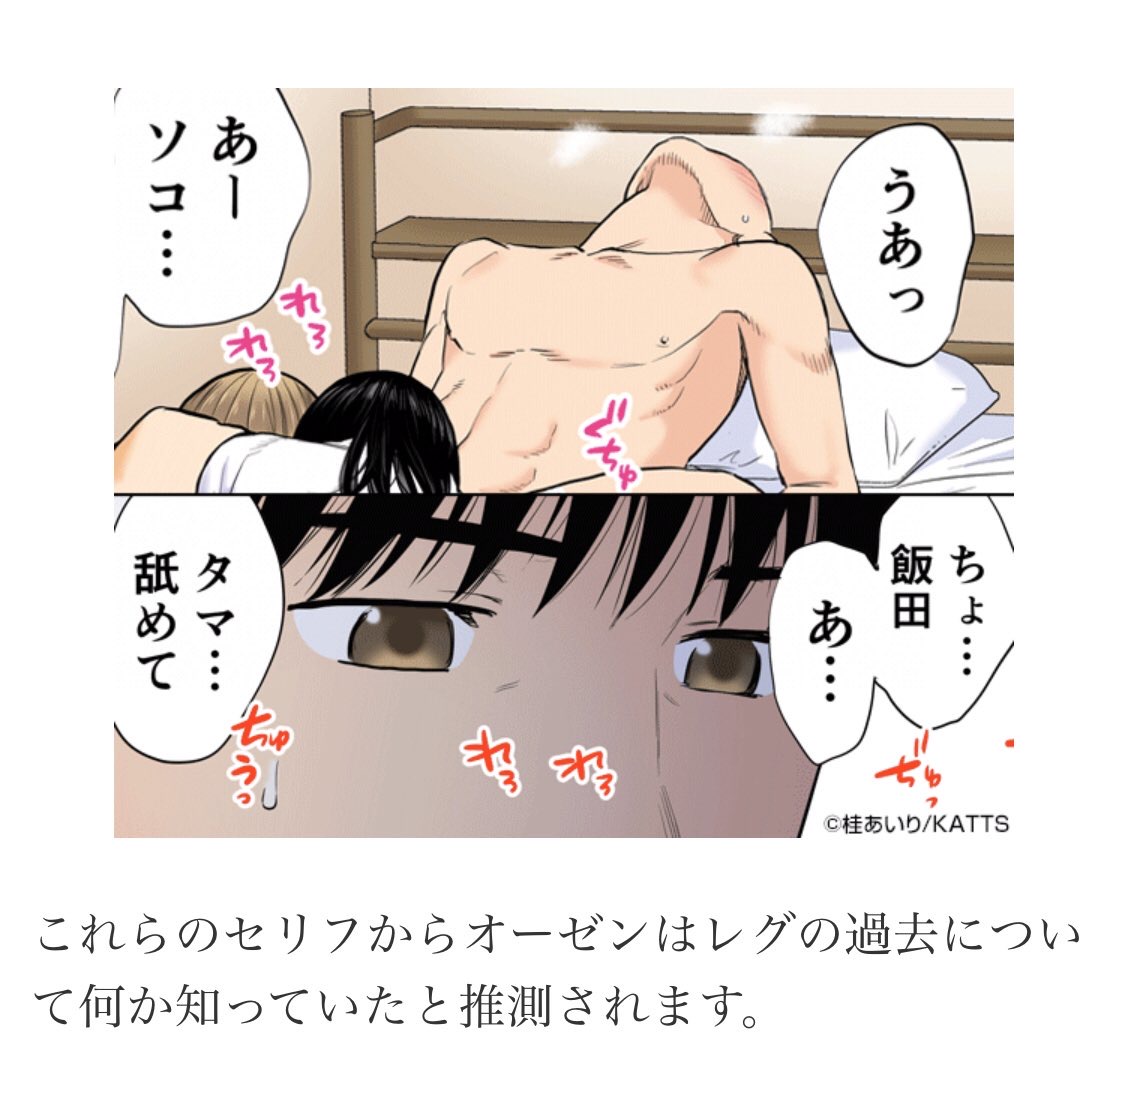 うあっ
あー
ソコ…
れろ
れろ
ぐちゅ
ちょ…
飯田
あ…
タマ…
舐めて
ちゅうっ
れろ
れろ
ぢゅっ
©桂あいり/KATTS
これらのセリフからオーゼンはレグの過去につい
て何か知っていたと推測されます。